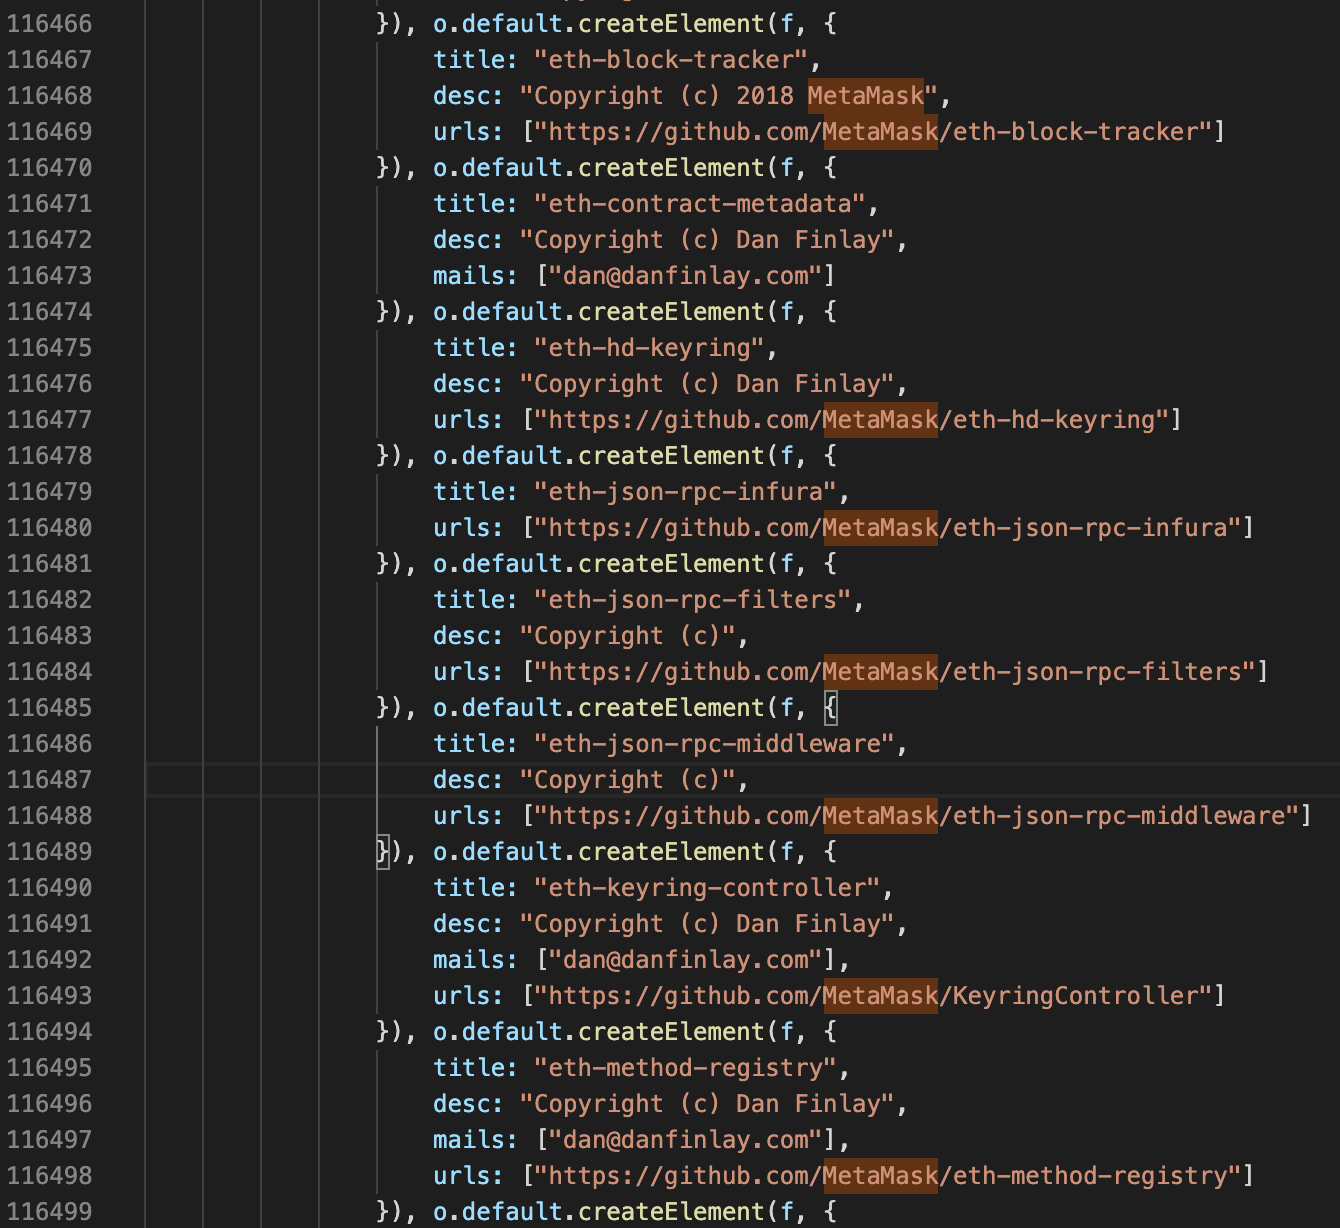 116466 }), o.default.createElement(f, {
116467 title: "eth-block-tracker",
116468 desc: "Copyright (c) 2018 MetaMask",
116469 urls: ["https://github.com/MetaMask/eth-block-tracker"]
116470 }), o.default.createElement(f, {
116471 title: "eth-contract-metadata",
116472 desc: "Copyright (c) Dan Finlay",
116473 mails: ["dan@danfinlay.com"]
116474 }), o.default.createElement(f, {
116475 title: "eth-hd-keyring",
116476 desc: "Copyright (c) Dan Finlay",
116477 urls: ["https://github.com/MetaMask/eth-hd-keyring"]
116478 }), o.default.createElement(f, {
116479 title: "eth-json-rpc-infura",
116480 urls: ["https://github.com/MetaMask/eth-json-rpc-infura"]
116481 }), o.default.createElement(f, {
116482 title: "eth-json-rpc-filters",
116483 desc: "Copyright (c)",
116484 urls: ["https://github.com/MetaMask/eth-json-rpc-filters"]
116485 }), o.default.createElement(f, {
116486 title: "eth-json-rpc-middleware",
116487 desc: "Copyright (c)",
116488 urls: ["https://github.com/MetaMask/eth-json-rpc-middleware"]
116489 }), o.default.createElement(f, {
116490 title: "eth-keyring-controller",
116491 desc: "Copyright (c) Dan Finlay",
116492 mails: ["dan@danfinlay.com"],
116493 urls: ["https://github.com/MetaMask/KeyringController"]
116494 }), o.default.createElement(f, {
116495 title: "eth-method-registry",
116496 desc: "Copyright (c) Dan Finlay",
116497 mails: ["dan@danfinlay.com"],
116498 urls: ["https://github.com/MetaMask/eth-method-registry"]
116499 }), o.default.createElement(f, {